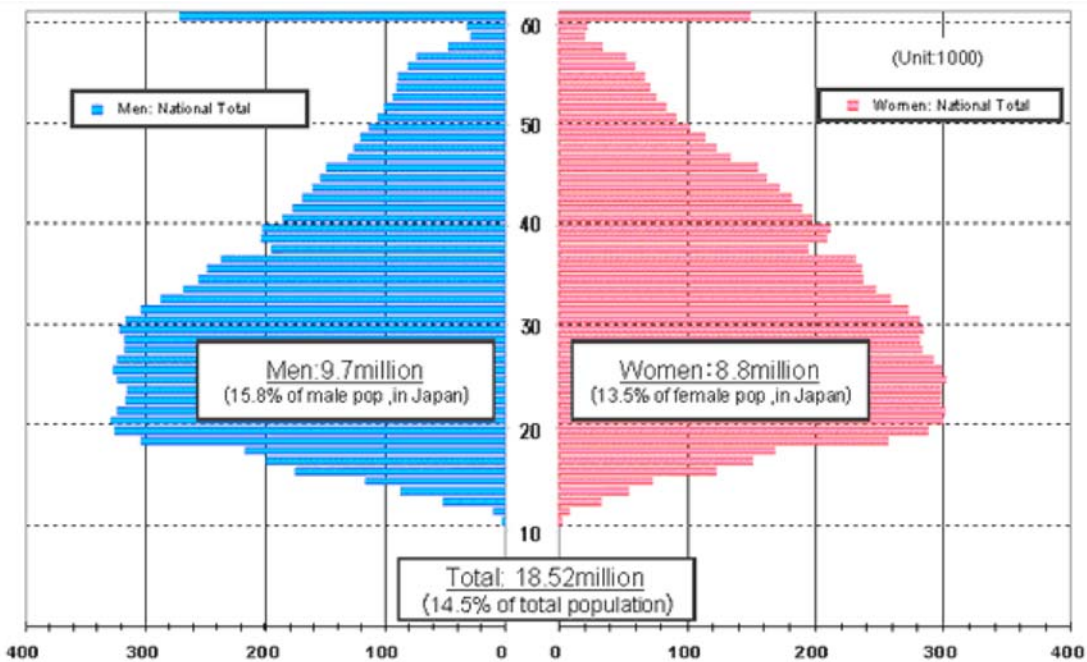 60
(Unit:1000)
Men: National Total
Women: National Total
50
40
30
Men:9.7million
(15.8% of male pop.,in Japan)
Women:8.8million
(13.5% of female pop.,in Japan)
20
10
Total: 18.52million
(14.5% of total population)
400 300 200 100 0 0 100 200 300 400